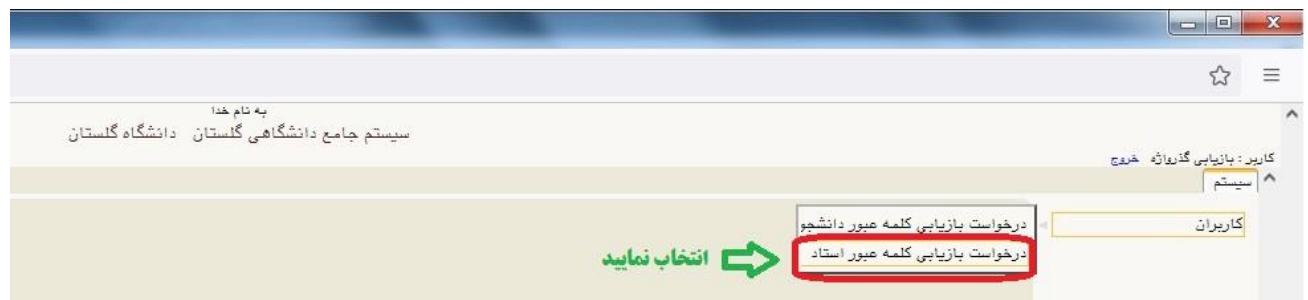 به نام خدا
سیستم جامع دانشگاهی گلستان دانشگاه گلستان
کاربر : بازیابی گذرواژه خروج
سیستم
کاربران
درخواست بازیابی کلمه عبور دانشجو
درخواست بازیابی کلمه عبور استاد
انتخاب نمایید